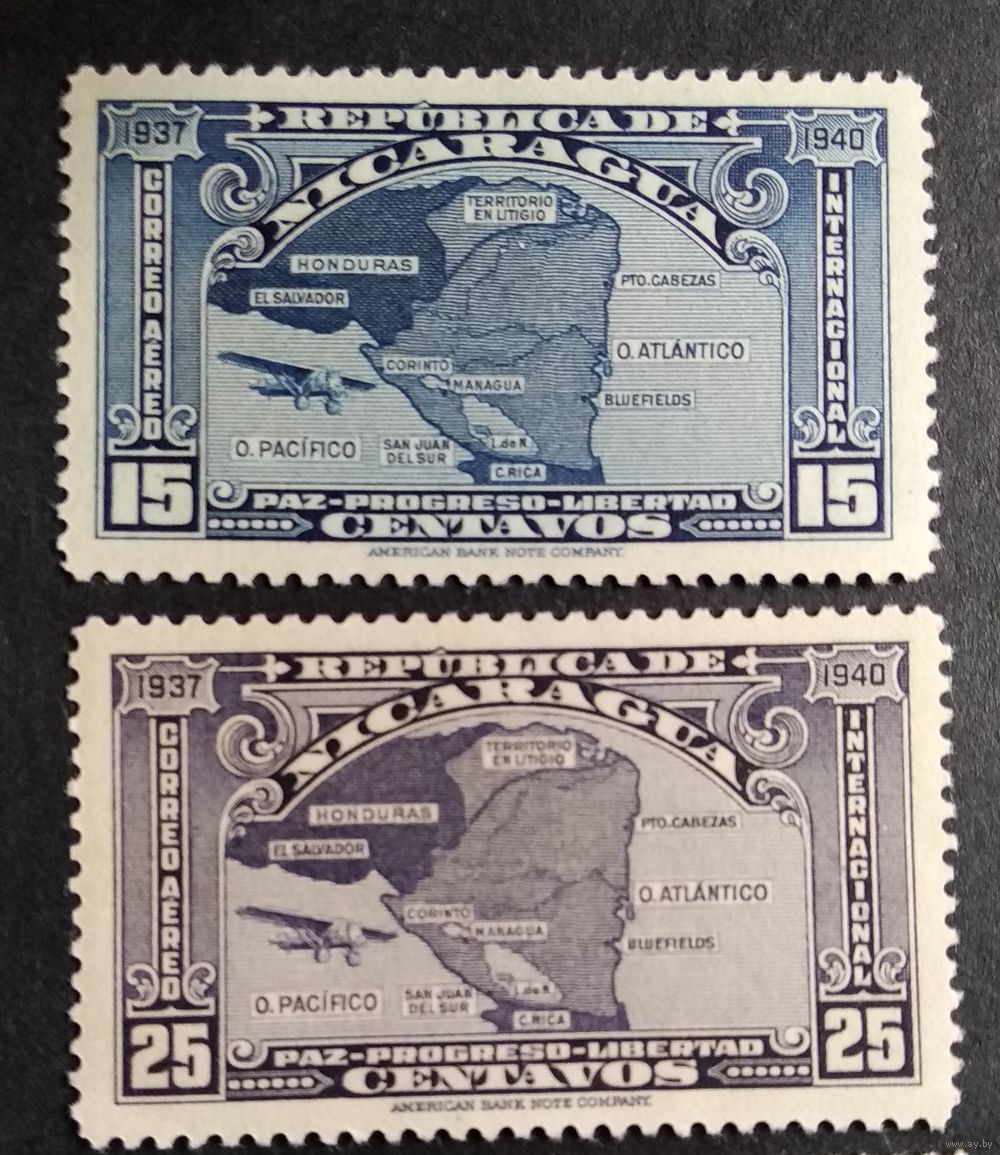 1937
REPÚBLICA DE
1940
NICARAGUA
CORREO AÉREO
INTERNACIONAL
TERRITORIO
EN LITIGIO
HONDURAS
PTO.CABEZAS
EL SALVADOR
O. ATLÁNTICO
CORINTO
MANAGUA
BLUEFIELDS
O. PACÍFICO
SAN JUAN
DEL SUR
L.de N.
C.RICA
15
PAZ-PROGRESO-LIBERTAD
15
CENTAVOS
AMERICAN BANK NOTE COMPANY.
1937
REPÚBLICA DE
1940
NICARAGUA
CORREO AÉREO
INTERNACIONAL
TERRITORIO
EN LITIGIO
HONDURAS
PTO.CABEZAS
EL SALVADOR
O. ATLÁNTICO
CORINTO
MANAGUA
BLUEFIELDS
O. PACÍFICO
SAN JUAN
DEL SUR
L.de N.
C.RICA
25
PAZ-PROGRESO-LIBERTAD
25
CENTAVOS
AMERICAN BANK NOTE COMPANY.
www.ay.by